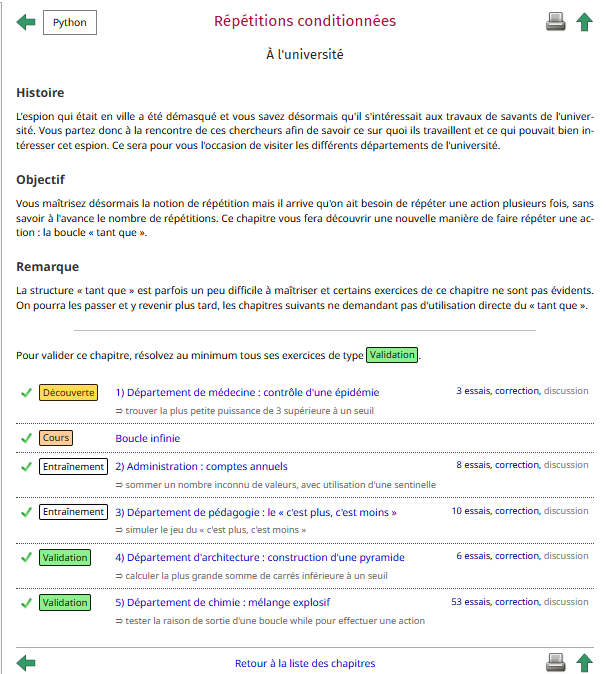 Python
Répétitions conditionnées
À l'université
Histoire
L'espion qui était en ville a été démasqué et vous savez désormais qu'il s'intéressait aux travaux de savants de l'univer-
sité. Vous partez donc à la rencontre de ces chercheurs afin de savoir ce sur quoi ils travaillent et ce qui pouvait bien in-
téresser cet espion. Ce sera pour vous l'occasion de visiter les différents départements de l'université.
Objectif
Vous maîtrisez désormais la notion de répétition mais il arrive qu'on ait besoin de répéter une action plusieurs fois, sans
savoir à l'avance le nombre de répétitions. Ce chapitre vous fera découvrir une nouvelle manière de faire répéter une ac-
tion : la boucle « tant que ».
Remarque
La structure « tant que » est parfois un peu difficile à maîtriser et certains exercices de ce chapitre ne sont pas évidents.
On pourra les passer et y revenir plus tard, les chapitres suivants ne demandant pas d'utilisation directe du « tant que ».
Pour valider ce chapitre, résolvez au minimum tous ses exercices de type Validation.
Découverte 1) Département de médecine : contrôle d'une épidémie 3 essais, correction, discussion
⇒ trouver la plus petite puissance de 3 supérieure à un seuil
Cours Boucle infinie
Entraînement 2) Administration : comptes annuels 8 essais, correction, discussion
⇒ sommer un nombre inconnu de valeurs, avec utilisation d'une sentinelle
Entraînement 3) Département de pédagogie : le « c'est plus, c'est moins » 10 essais, correction, discussion
⇒ simuler le jeu du « c'est plus, c'est moins »
Validation 4) Département d'architecture : construction d'une pyramide 6 essais, correction, discussion
⇒ calculer la plus grande somme de carrés inférieure à un seuil
Validation 5) Département de chimie : mélange explosif 53 essais, correction, discussion
⇒ tester la raison de sortie d'une boucle while pour effectuer une action
Retour à la liste des chapitres